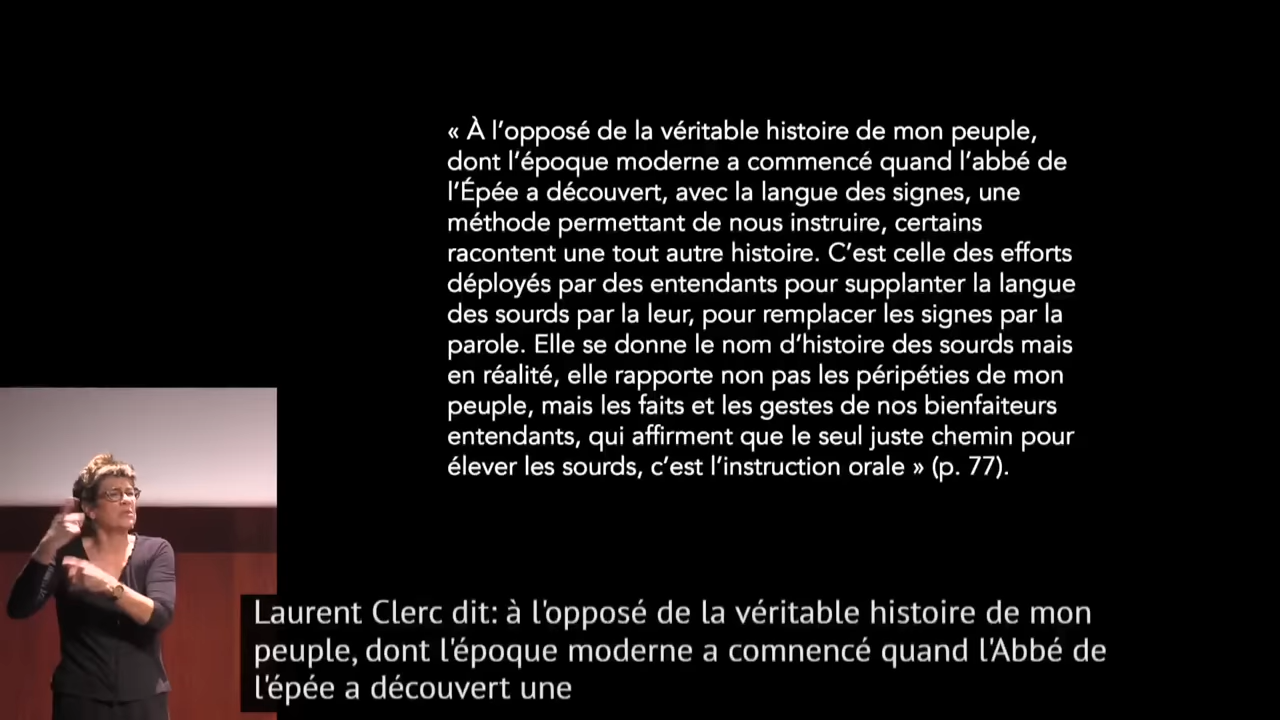 « À l’opposé de la véritable histoire de mon peuple,
dont l’époque moderne a commencé quand l’abbé de
l’Épée a découvert, avec la langue des signes, une
méthode permettant de nous instruire, certains
racontent une tout autre histoire. C’est celle des efforts
déployés par des entendants pour supplanter la langue
des sourds par la leur, pour remplacer les signes par la
parole. Elle se donne le nom d’histoire des sourds mais
en réalité, elle rapporte non pas les péripéties de mon
peuple, mais les faits et les gestes de nos bienfaiteurs
entendants, qui affirment que le seul juste chemin pour
élever les sourds, c’est l’instruction orale » (p. 77).
Laurent Clerc dit: à l'opposé de la véritable histoire de mon
peuple, dont l'époque moderne a comnencé quand l'Abbé de
l'épée a découvert une